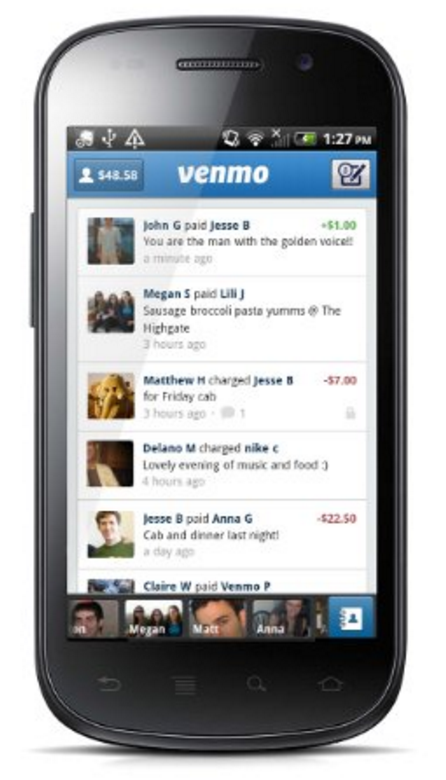 1:27 PM
$48.58
venmo
John G paid Jesse B +$1.00
You are the man with the golden voice!!
a minute ago
Megan S paid Lili J
Sausage broccoli pasta yumms @ The
Highgate
3 hours ago
Matthew H charged Jesse B -$7.00
for Friday cab
3 hours ago · 1
Delano M charged nike c
Lovely evening of music and food :)
4 hours ago
Jesse B paid Anna G -$22.50
Cab and dinner last night!
a day ago
Claire W paid Venmo P
on Megan Matt Anna